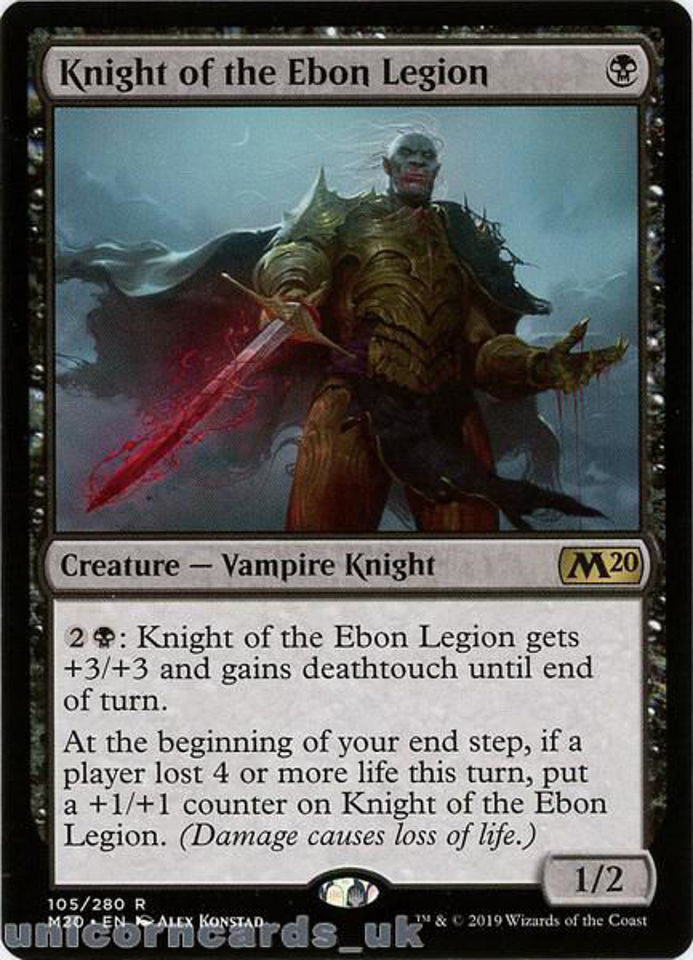 Knight of the Ebon Legion
Creature — Vampire Knight
M20
2: Knight of the Ebon Legion gets
+3/+3 and gains deathtouch until end
of turn.
At the beginning of your end step, if a
player lost 4 or more life this turn, put
a +1/+1 counter on Knight of the Ebon
Legion. (Damage causes loss of life.)
1/2
105/280 R
M20 • EN Alex Konstad
™ & © 2019 Wizards of the Coast
unicorncards_uk